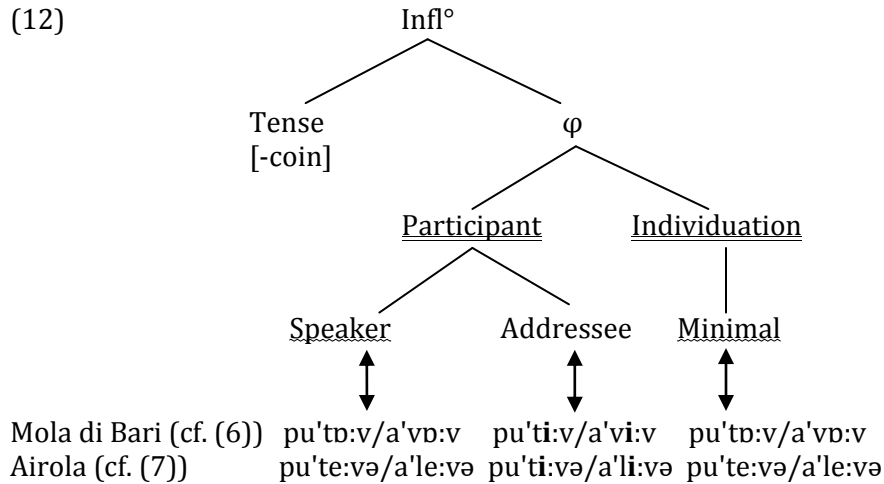 (12) Infl°
Tense φ
[-coin]
Participant Individuation
Speaker Addressee Minimal
Mola di Bari (cf. (6)) pu'tɒ:v/a'vɒ:v pu'ti:v/a'vi:v pu'tɒ:v/a'vɒ:v
Airola (cf. (7)) pu'te:və/a'le:və pu'ti:və/a'li:və pu'te:və/a'le:və